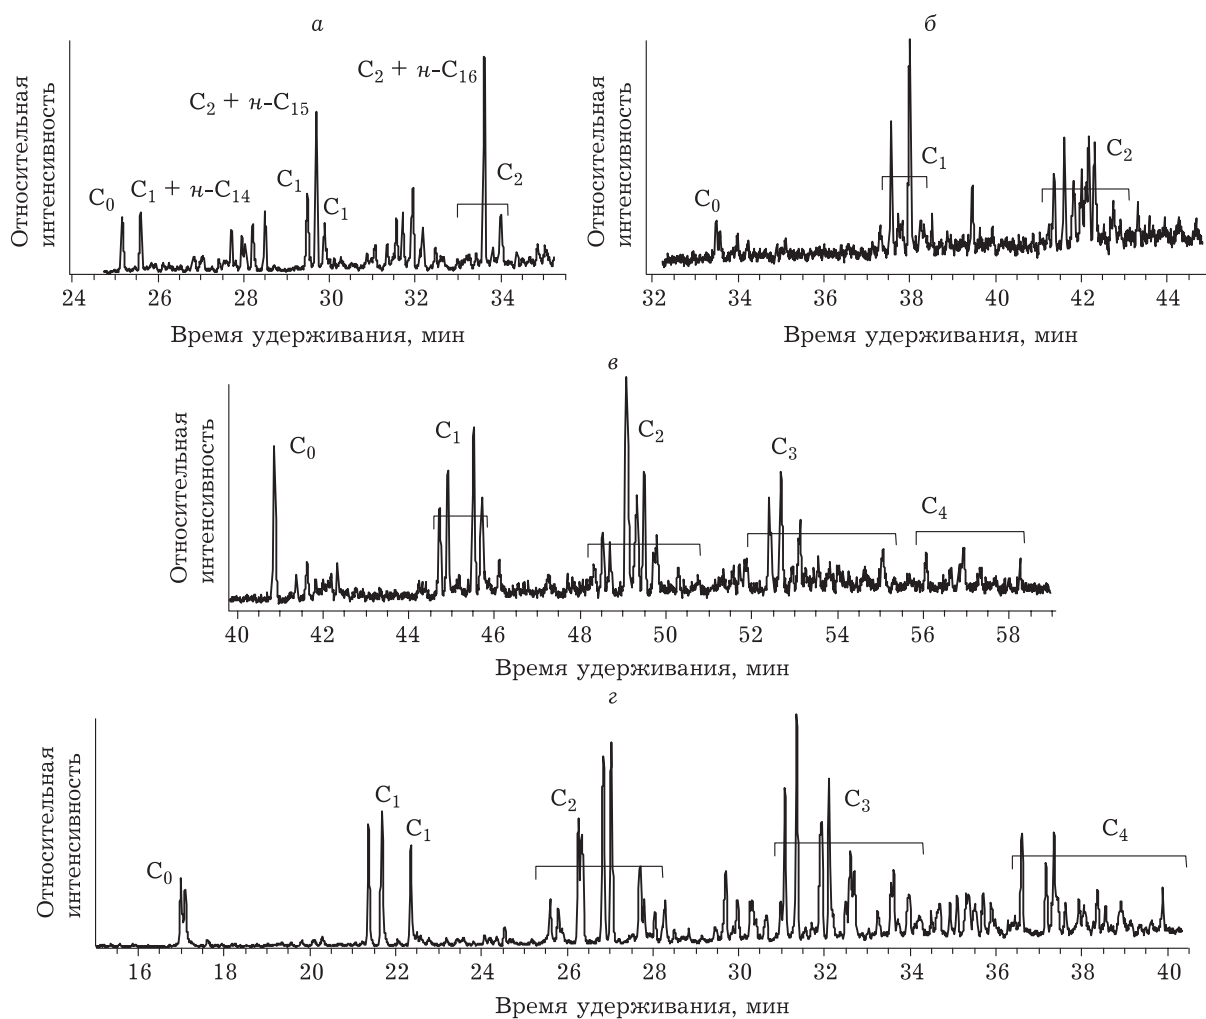 а
Относительная
интенсивность
C₀
C₁ + н-C₁₄
C₂ + н-C₁₅
C₁
C₁
C₂ + н-C₁₆
C₂
24 26 28 30 32 34
Время удерживания, мин
б
Относительная
интенсивность
C₀
C₁
C₂
32 34 36 38 40 42 44
Время удерживания, мин
в
Относительная
интенсивность
C₀
C₁
C₂
C₃
C₄
40 42 44 46 48 50 52 54 56 58
Время удерживания, мин
г
Относительная
интенсивность
C₀
C₁
C₁
C₂
C₃
C₄
16 18 20 22 24 26 28 30 32 34 36 38 40
Время удерживания, мин